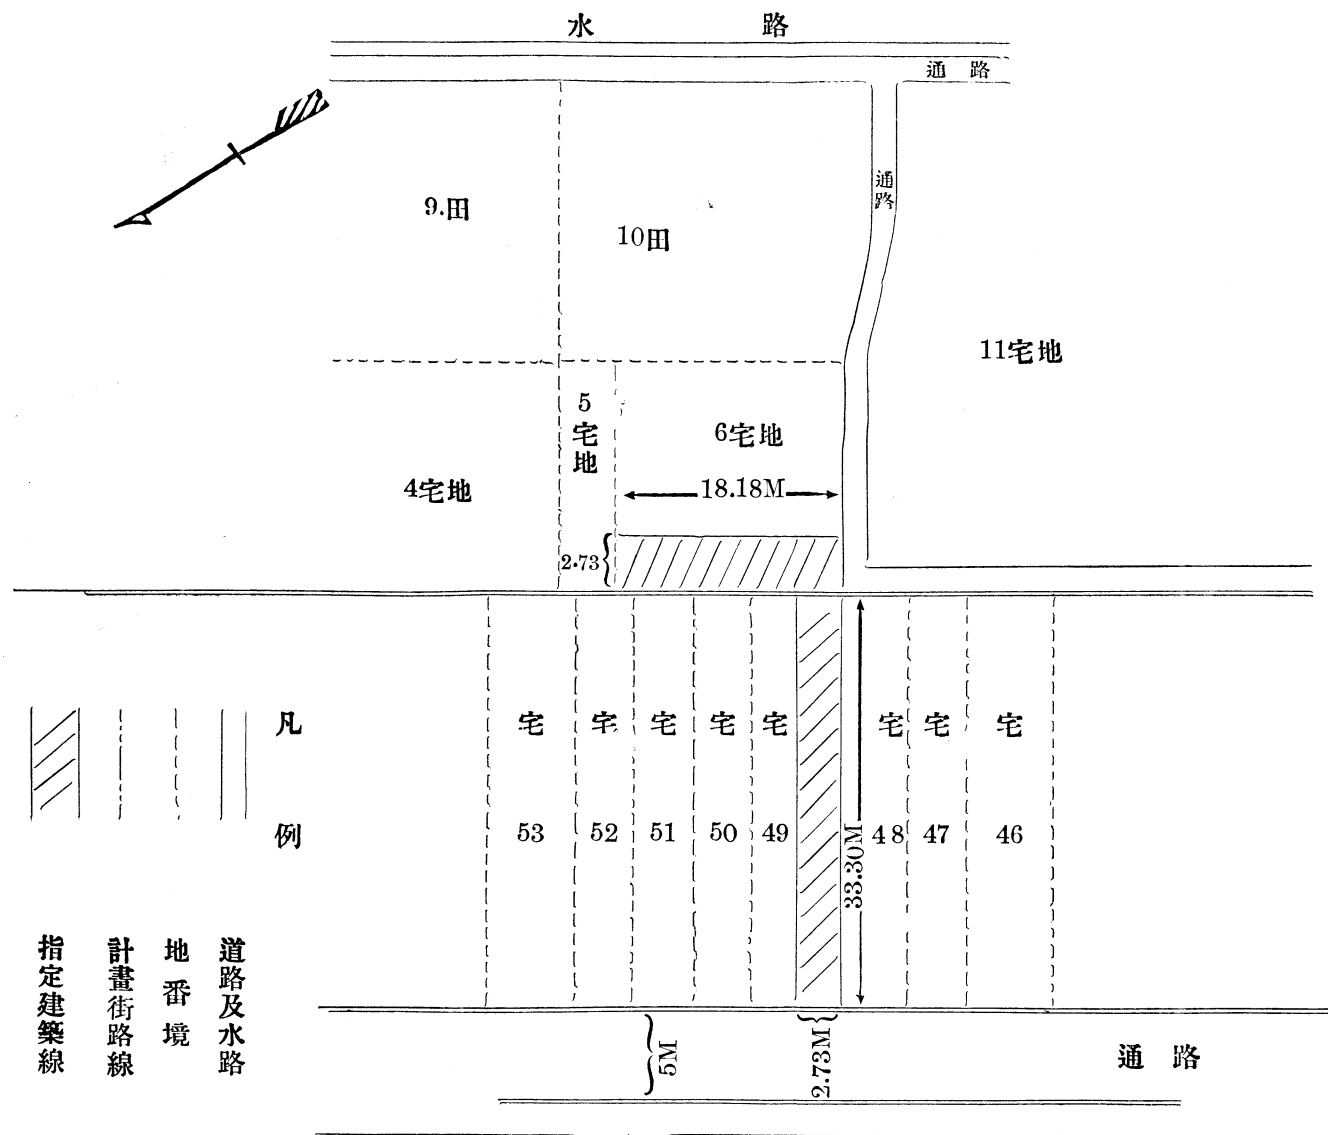 水路
通路
通路
9.田
10田
11宅地
5宅地
6宅地
4宅地
18.18M
2.73
宅 53
宅 52
宅 51
宅 50
宅 49
宅 48
宅 47
宅 46
33.30M
5M
2.73M
通路
凡例
道路及水路
地番境
計畫街路線
指定建築線